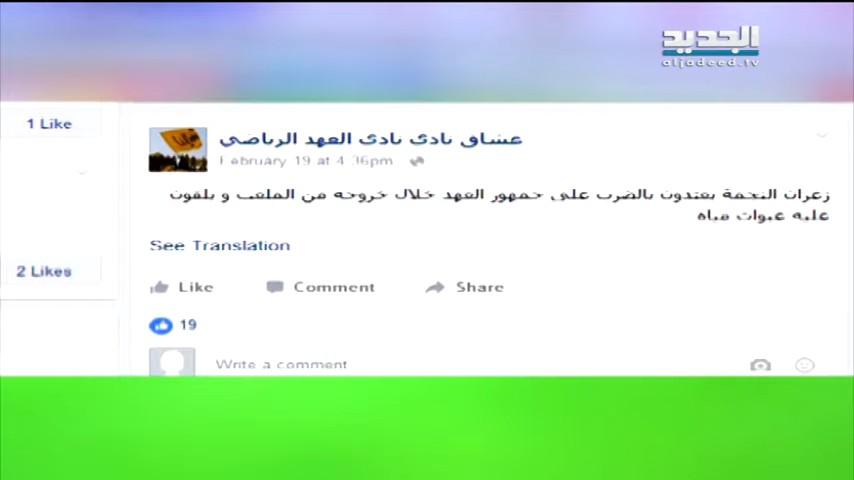 الجديد
aljadeed.tv
1 Like
عشاق نادي نادي العهد الرياضي
February 19 at 4:36pm
زعران النجمة يعتدون بالضرب على جمهور العهد خلال خروجه من الملعب و يلقون
عليه عبوات مياه
See Translation
2 Likes
Like Comment Share
19
Write a comment